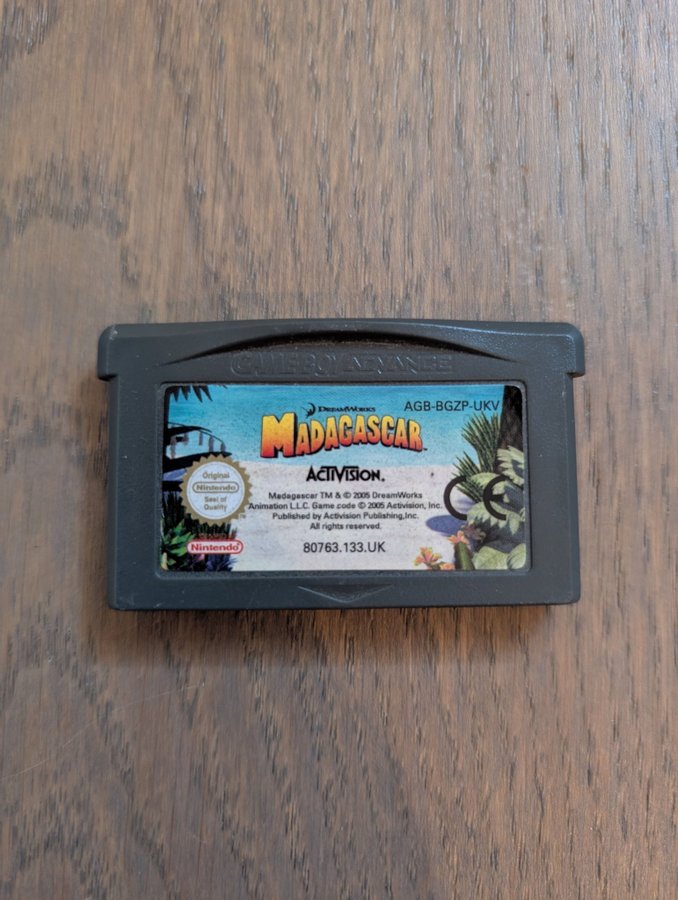 GAME BOY ADVANCE
DREAMWORKS
AGB-BGZP-UKV
MADAGASCAR™
ACTIVISION®
Original
Nintendo
Seal of
Quality
Madagascar TM & © 2005 DreamWorks
Animation L.L.C. Game code © 2005 Activision, Inc.
Published by Activision Publishing,Inc.
All rights reserved.
CE
Nintendo
80763.133.UK